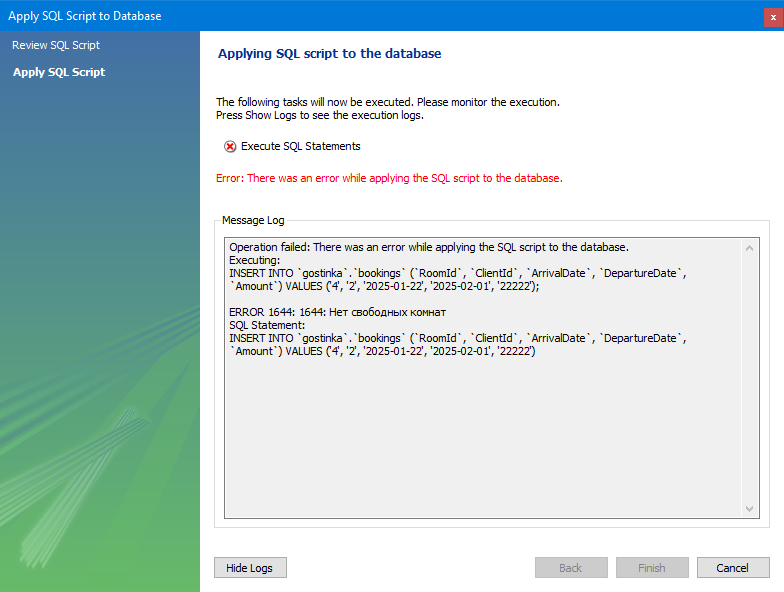 Apply SQL Script to Database
x
Review SQL Script
Apply SQL Script
Applying SQL script to the database
The following tasks will now be executed. Please monitor the execution.
Press Show Logs to see the execution logs.
Execute SQL Statements
Error: There was an error while applying the SQL script to the database.
Message Log
Operation failed: There was an error while applying the SQL script to the database.
Executing:
INSERT INTO `gostinka`.`bookings` (`RoomId`, `ClientId`, `ArrivalDate`, `DepartureDate`,
`Amount`) VALUES ('4', '2', '2025-01-22', '2025-02-01', '22222');
ERROR 1644: 1644: Нет свободных комнат
SQL Statement:
INSERT INTO `gostinka`.`bookings` (`RoomId`, `ClientId`, `ArrivalDate`, `DepartureDate`,
`Amount`) VALUES ('4', '2', '2025-01-22', '2025-02-01', '22222')
Hide Logs
Back
Finish
Cancel